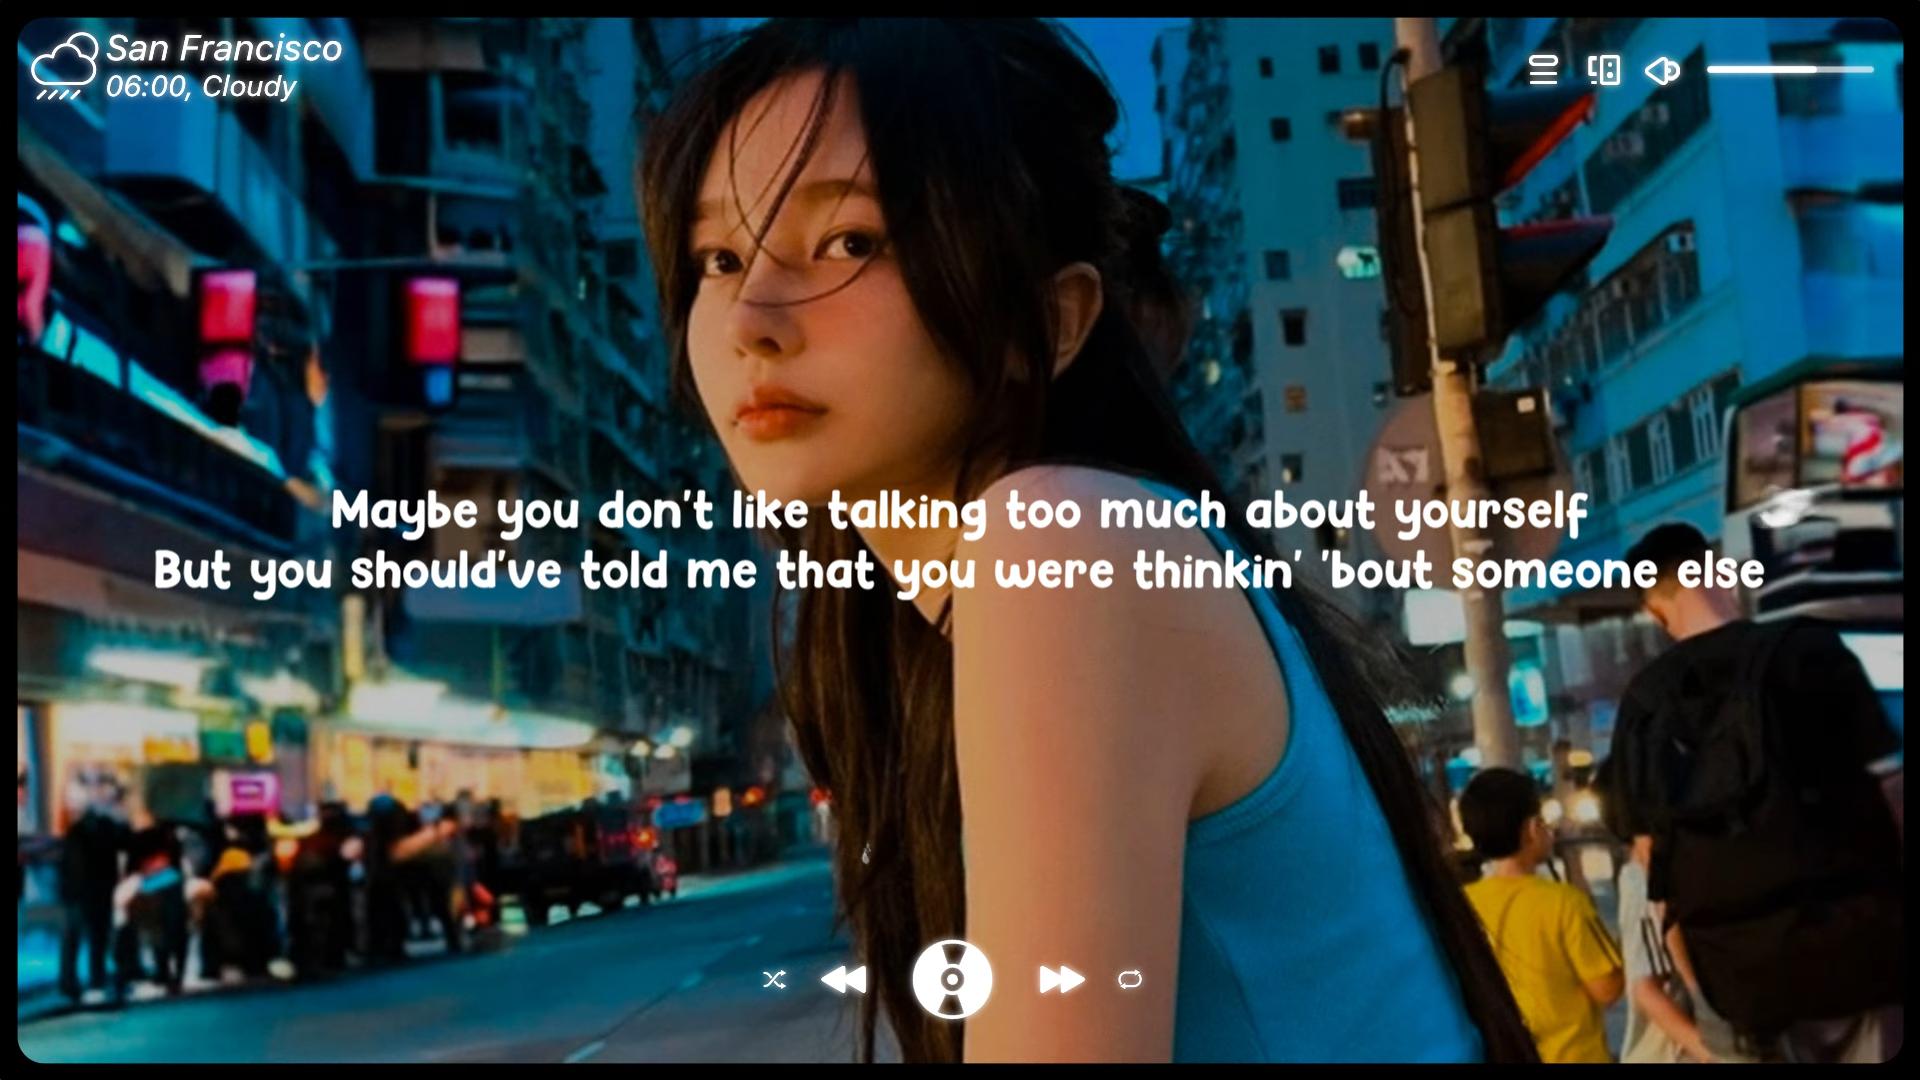 San Francisco
06:00, Cloudy
Maybe you don't like talking too much about yourself
But you should've told me that you were thinkin' 'bout someone else